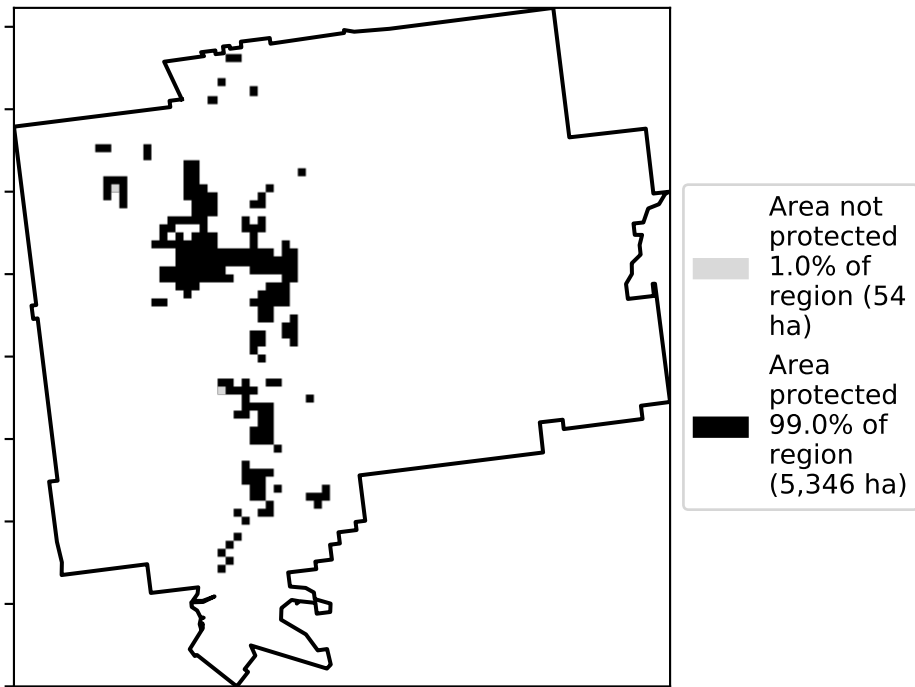 Area not
protected
1.0% of
region (54
ha)
Area
protected
99.0% of
region
(5,346 ha)